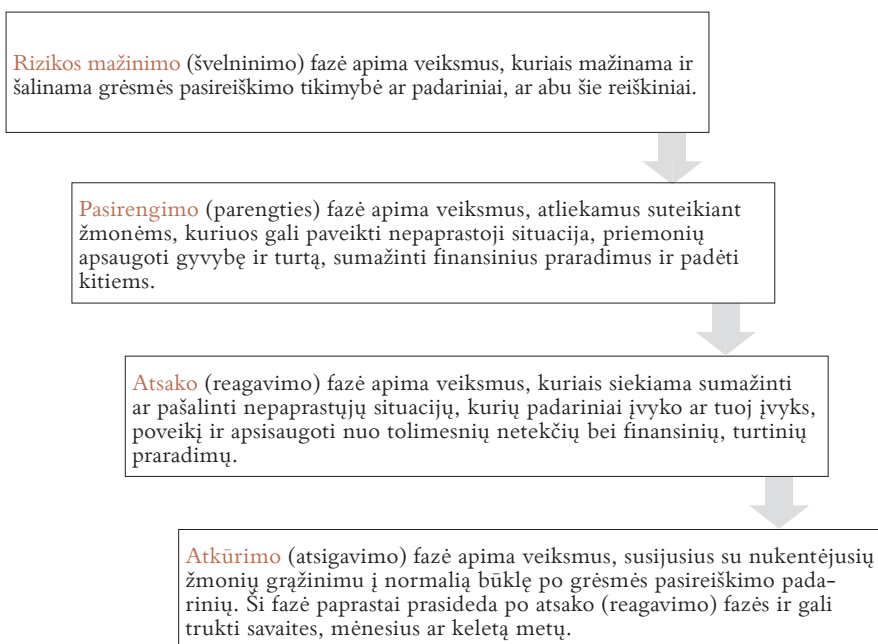 Rizikos mažinimo (švelninimo) fazė apima veiksmus, kuriais mažinama ir
šalinama grėsmės pasireiškimo tikimybė ar padariniai, ar abu šie reiškiniai.
Pasirengimo (parengties) fazė apima veiksmus, atliekamus suteikiant
žmonėms, kuriuos gali paveikti nepaprastoji situacija, priemonių
apsaugoti gyvybę ir turtą, sumažinti finansinius praradimus ir padėti
kitiems.
Atsako (reagavimo) fazė apima veiksmus, kuriais siekiama sumažinti
ar pašalinti nepaprastųjų situacijų, kurių padariniai įvyko ar tuoj įvyks,
poveikį ir apsisaugoti nuo tolimesnių netekčių bei finansinių, turtinių
praradimų.
Atkūrimo (atsigavimo) fazė apima veiksmus, susijusius su nukentėjusių
žmonių grąžinimu į normalią būklę po grėsmės pasireiškimo pada-
rinių. Ši fazė paprastai prasideda po atsako (reagavimo) fazės ir gali
trukti savaites, mėnesius ar keletą metų.